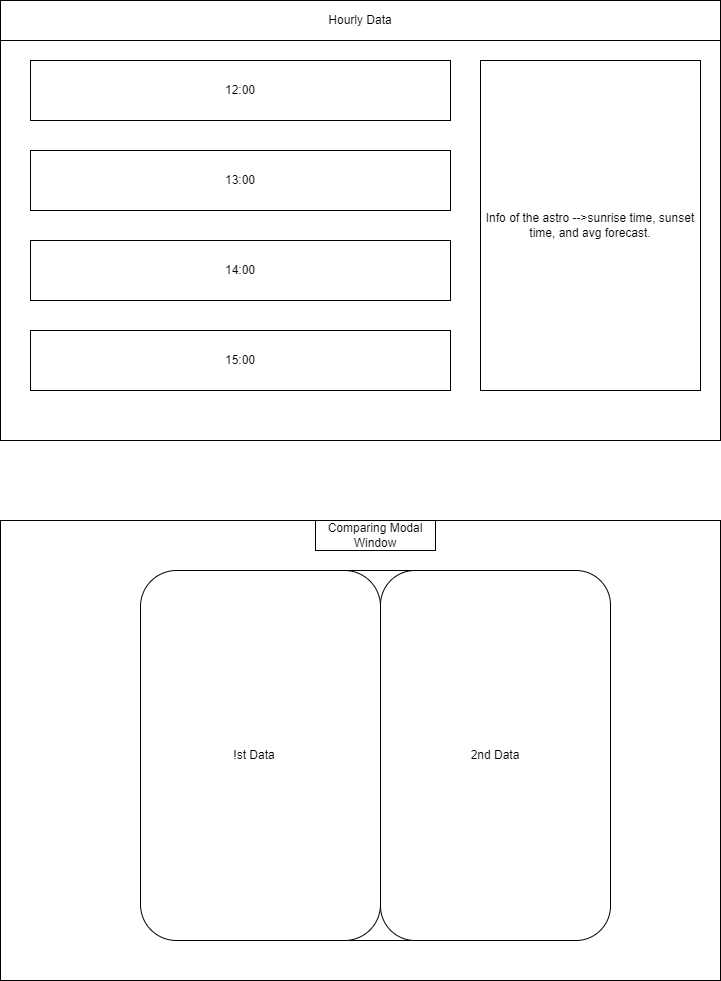 Hourly Data
12:00
13:00
14:00
15:00
Info of the astro -->sunrise time, sunset
time, and avg forecast.
Comparing Modal
Window
!st Data
2nd Data